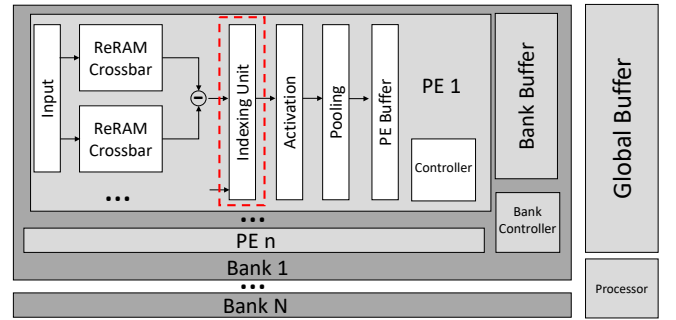 Input
ReRAM
Crossbar
ReRAM
Crossbar
...
Indexing Unit
Activation
Pooling
PE Buffer
PE 1
Controller
...
PE n
Bank 1
Bank Buffer
Bank
Controller
...
Bank N
Global Buffer
Processor